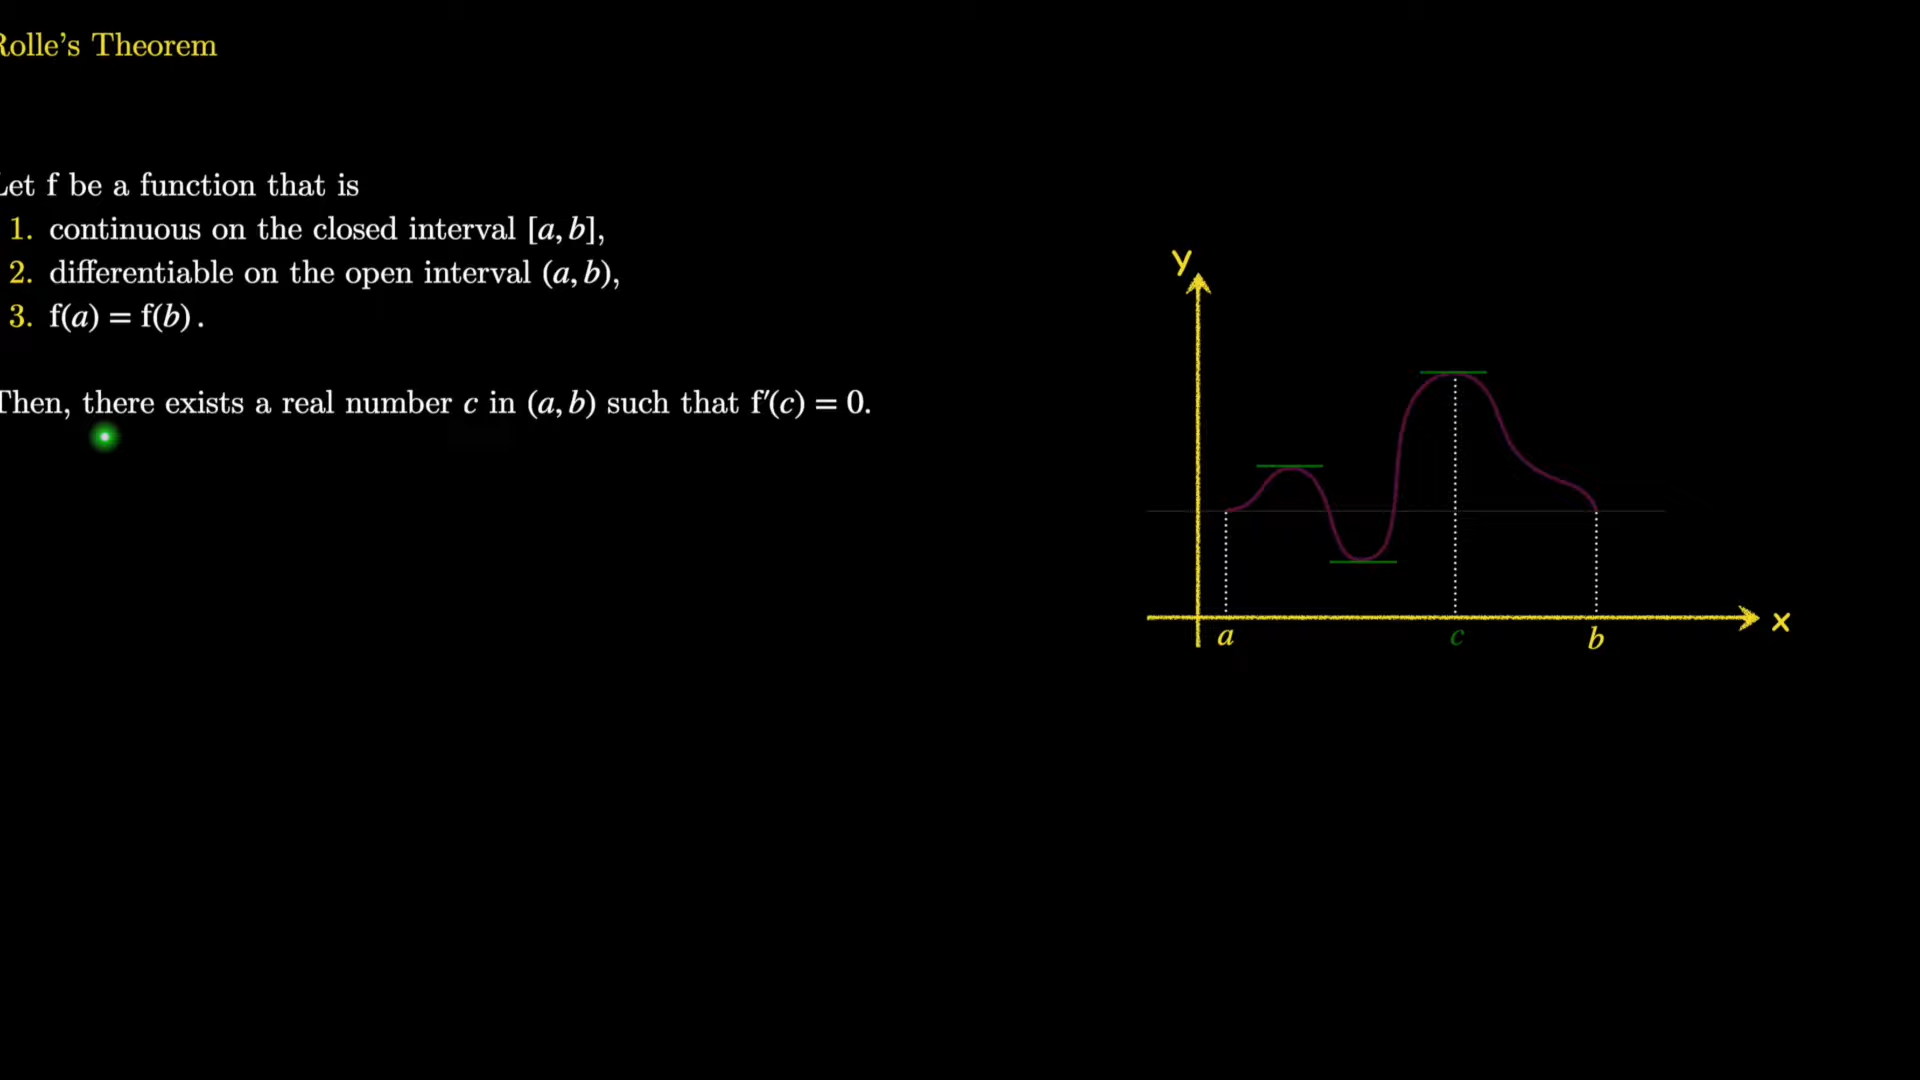 Rolle's Theorem
Let f be a function that is
1. continuous on the closed interval [a, b],
2. differentiable on the open interval (a, b),
3. f(a) = f(b).
Then, there exists a real number c in (a, b) such that f′(c) = 0.
y
x
a
c
b